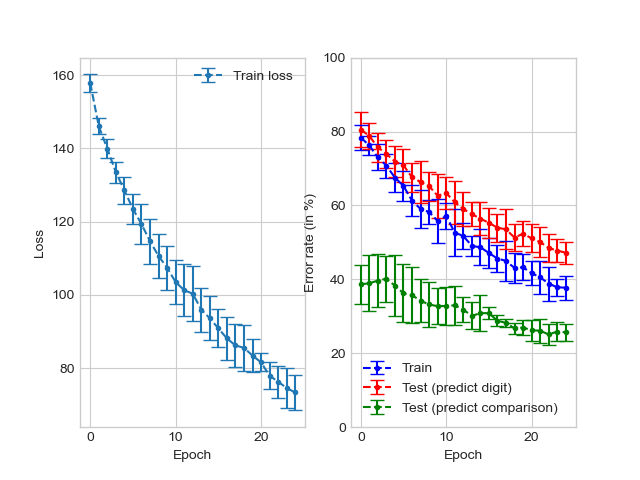 Train loss
Loss
160
140
120
100
80
0
10
20
Epoch
Error rate (in %)
100
80
60
40
20
0
Train
Test (predict digit)
Test (predict comparison)
0
10
20
Epoch